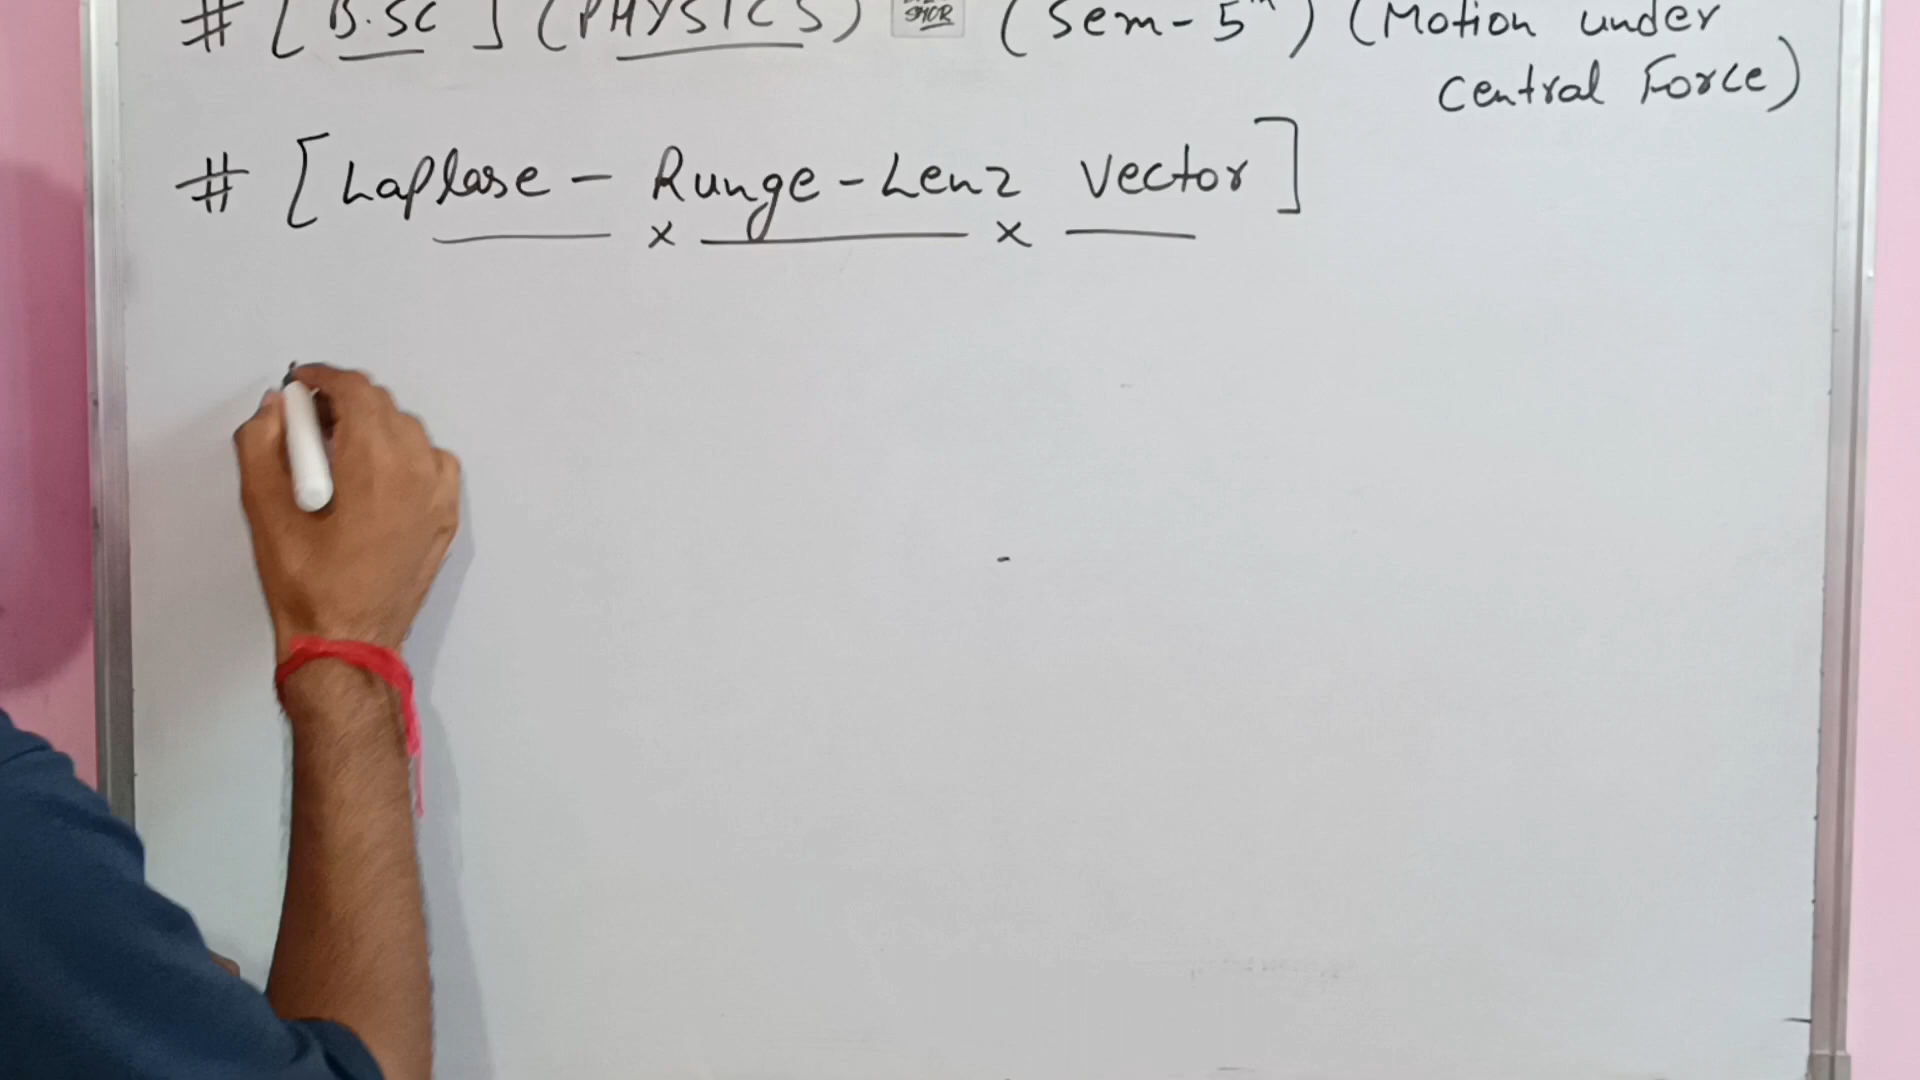 # [B.SC] (PHYSICS) (Sem-5th) (Motion under
Central Force)
# [Laplase - Runge-Lenz Vector]